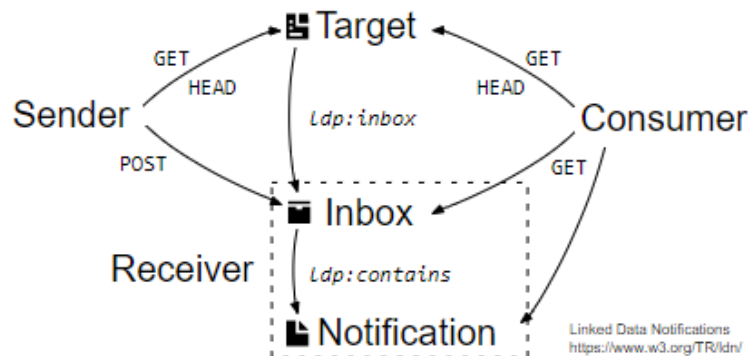 Target
GET
GET
HEAD
HEAD
Sender
ldp:inbox
Consumer
POST
GET
Inbox
Receiver
ldp:contains
Notification
Linked Data Notifications
https://www.w3.org/TR/ldn/